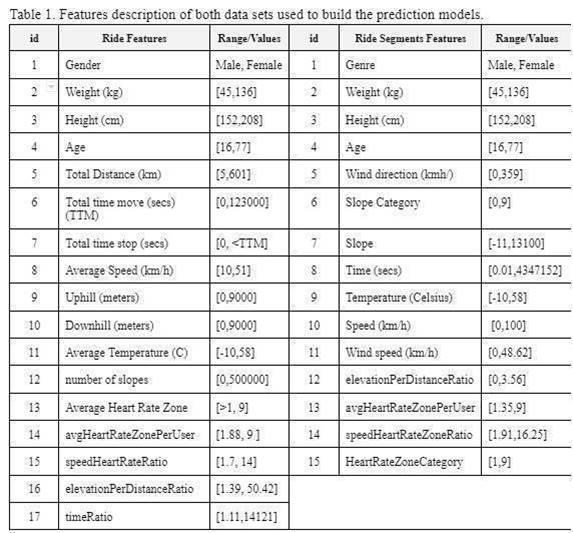 Table 1. Features description of both data sets used to build the prediction models.
id Ride Features Range/Values id Ride Segments Features Range/Values
1 Gender Male, Female 1 Genre Male, Female
2 Weight (kg) [45,136] 2 Weight (kg) [45,136]
3 Height (cm) [152,208] 3 Height (cm) [152,208]
4 Age [16,77] 4 Age [16,77]
5 Total Distance (km) [5,601] 5 Wind direction (kmh/) [0,359]
6 Total time move (secs) [0,123000] 6 Slope Category [0,9]
(TTM)
7 Total time stop (secs) [0, <TTM] 7 Slope [-11,13100]
8 Average Speed (km/h) [10,51] 8 Time (secs) [0.01,4347152]
9 Uphill (meters) [0,9000] 9 Temperature (Celsius) [-10,58]
10 Downhill (meters) [0,9000] 10 Speed (km/h) [0,100]
11 Average Temperature (C) [-10,58] 11 Wind speed (km/h) [0,48.62]
12 number of slopes [0,500000] 12 elevationPerDistanceRatio [0,3.56]
13 Average Heart Rate Zone [>1, 9] 13 avgHeartRateZonePerUser [1.35,9]
14 avgHeartRateZonePerUser [1.88, 9 ] 14 speedHeartRateZoneRatio [1.91,16.25]
15 speedHeartRateRatio [1.7, 14] 15 HeartRateZoneCategory [1,9]
16 elevationPerDistanceRatio [1.39, 50.42]
17 timeRatio [1.11,14121]